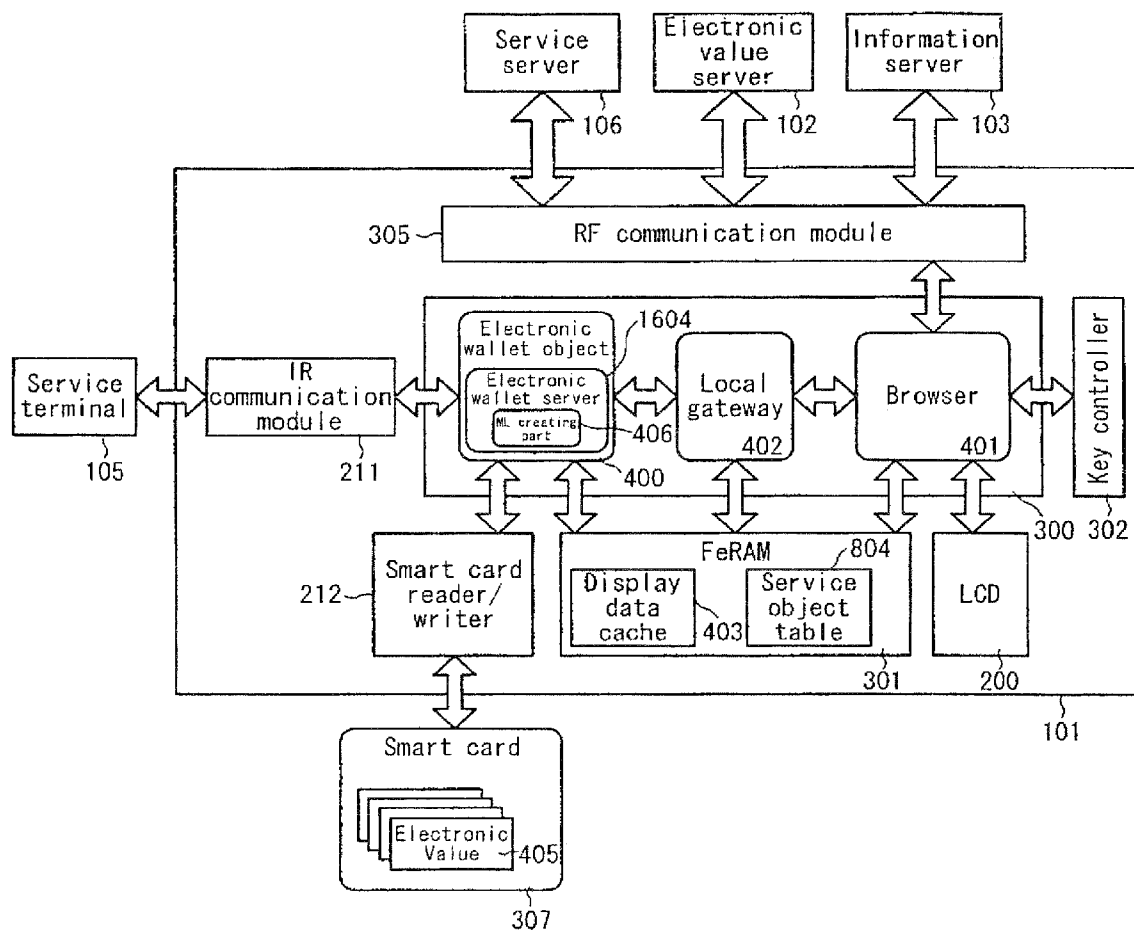 Service
server
106
Electronic
value server
102
Information
server
103
305
RF communication module
Service
terminal
105
IR
communication
module
211
Electronic
wallet object
1604
Electronic
wallet server
ML creating
part
406
400
Local
gateway
402
Browser
401
300
Key controller
302
212
Smart card
reader/
writer
FeRAM
Display
data
cache
403
804
Service
object
table
301
LCD
200
101
Smart card
Electronic
Value
405
307